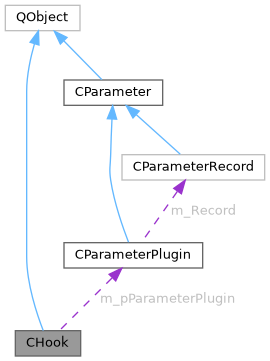 QObject
CParameter
CParameterRecord
m_Record
CParameterPlugin
m_pParameterPlugin
CHook